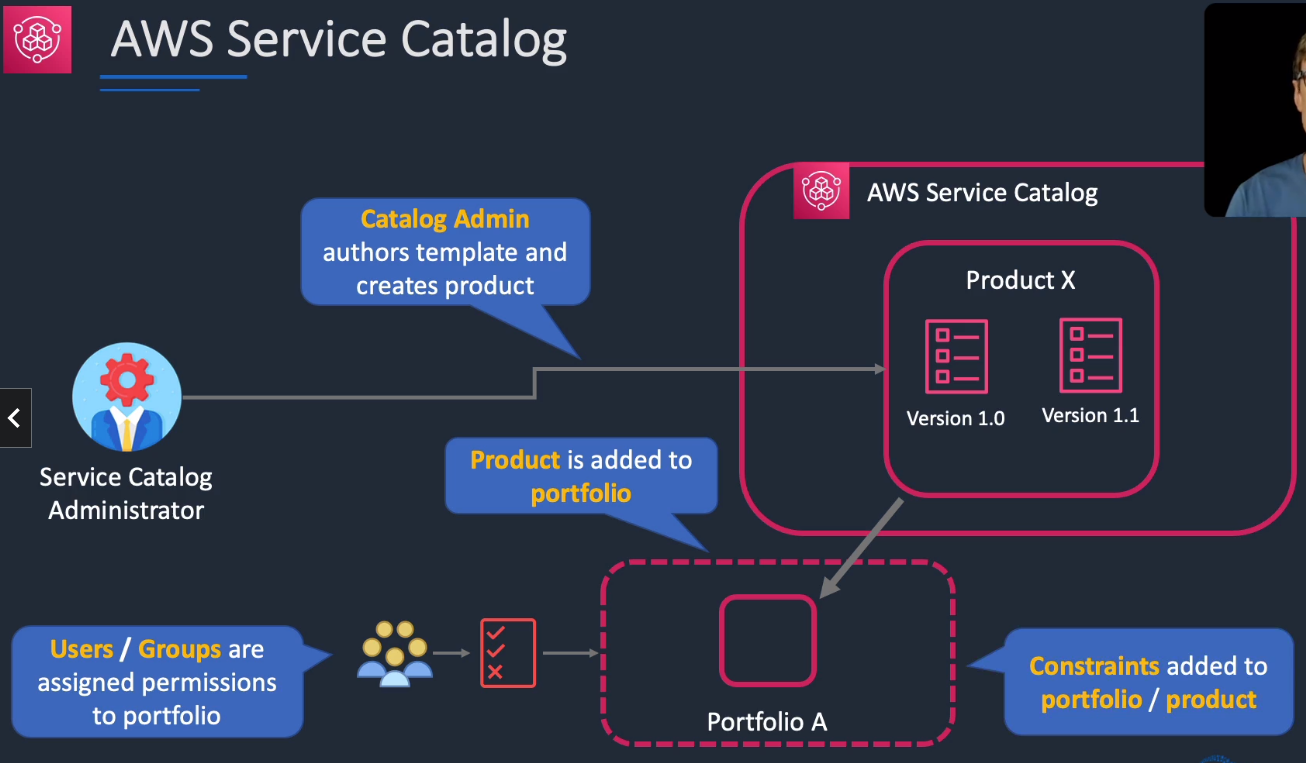 AWS Service Catalog
Catalog Admin
authors template and
creates product
AWS Service Catalog
Product X
Version 1.0
Version 1.1
Service Catalog
Administrator
Product is added to
portfolio
Users / Groups are
assigned permissions
to portfolio
Portfolio A
Constraints added to
portfolio / product